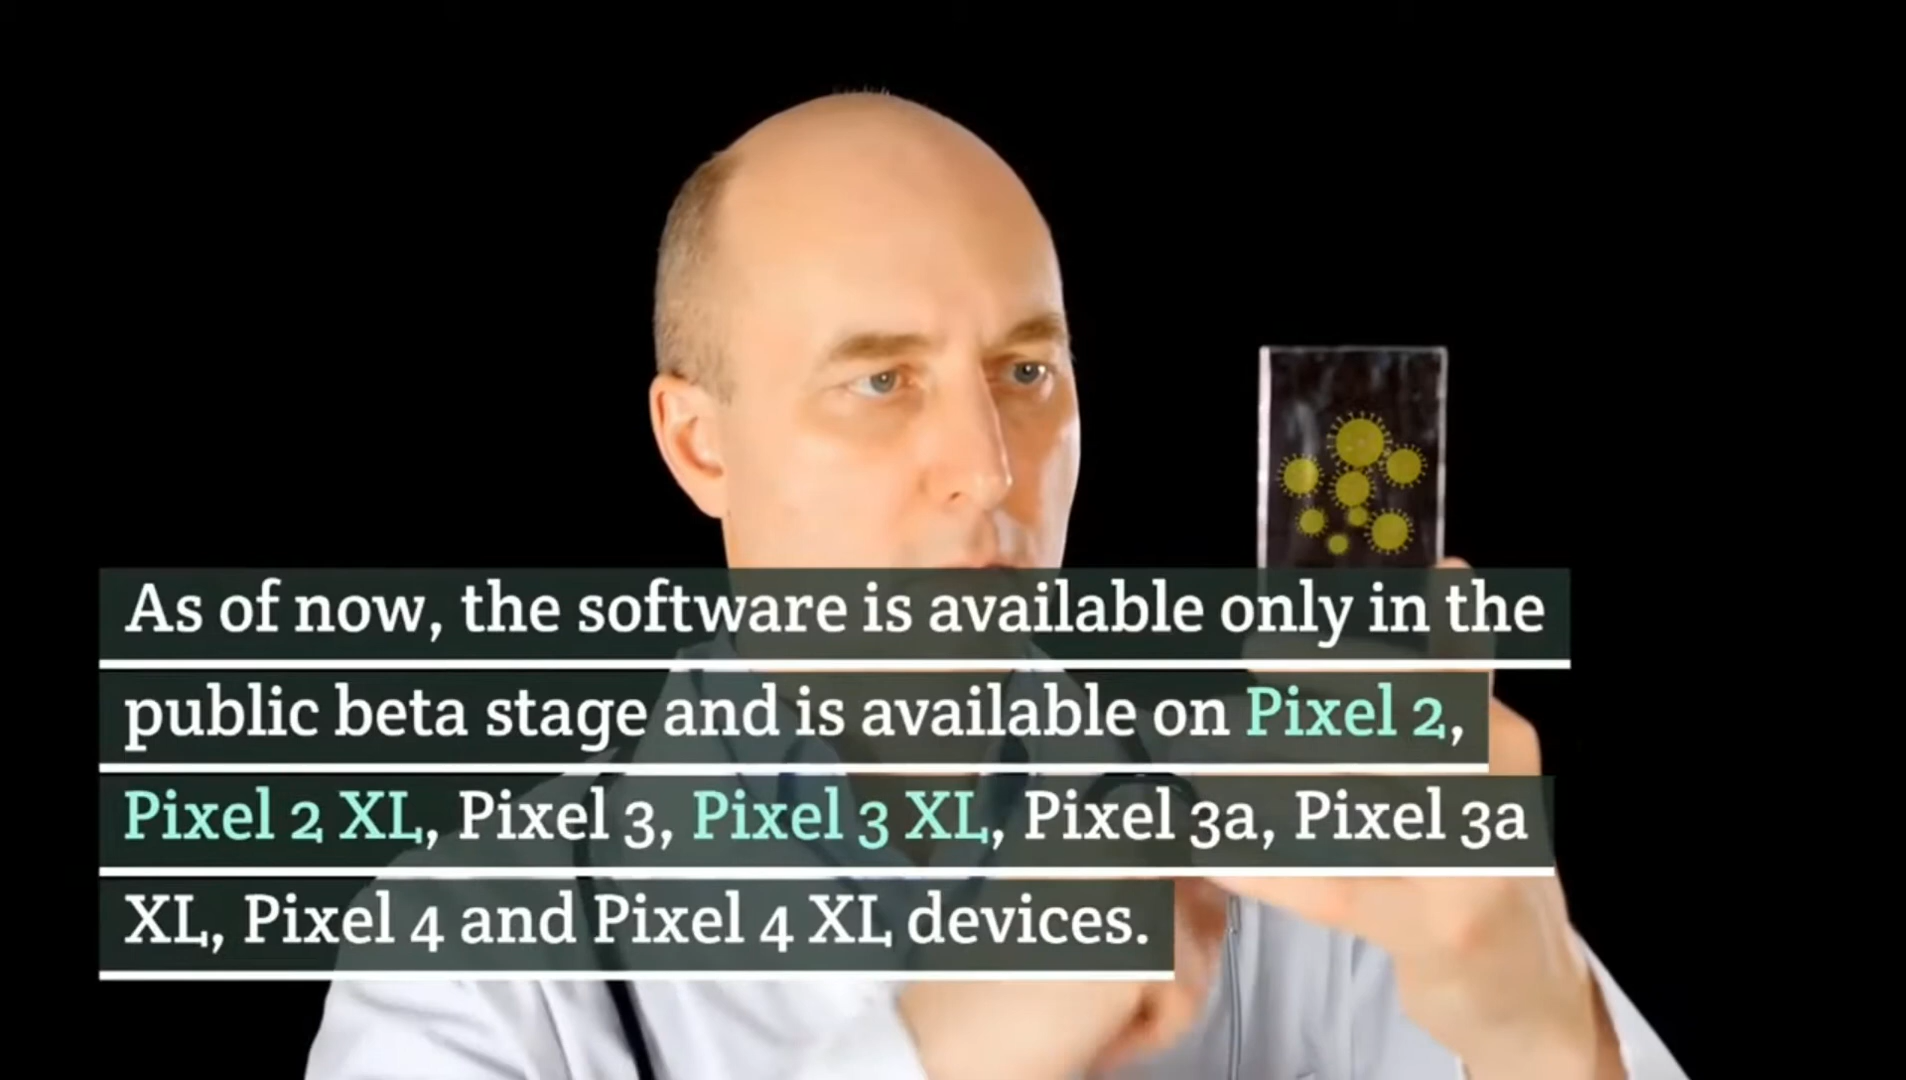 As of now, the software is available only in the
public beta stage and is available on Pixel 2,
Pixel 2 XL, Pixel 3, Pixel 3 XL, Pixel 3a, Pixel 3a
XL, Pixel 4 and Pixel 4 XL devices.